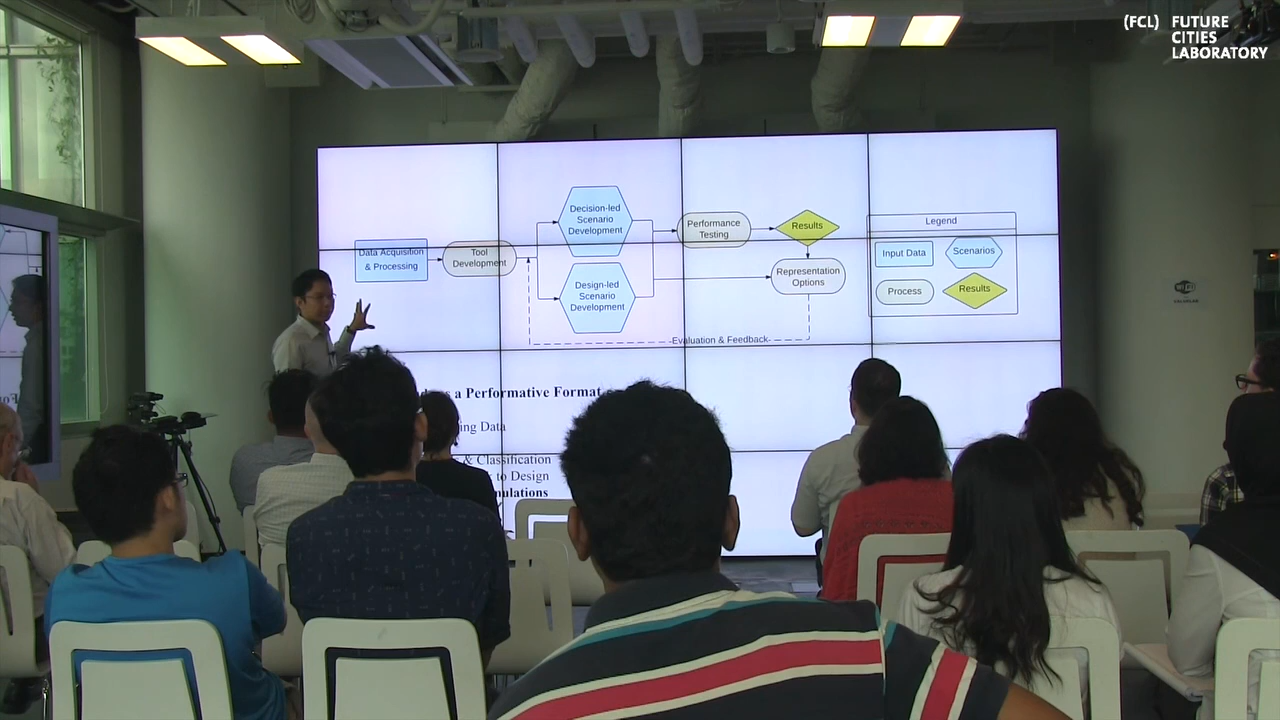 (FCL) FUTURE
CITIES
LABORATORY
Data Acquisition
& Processing
Tool
Development
Decision-led
Scenario
Development
Design-led
Scenario
Development
Performance
Testing
Results
Representation
Options
Evaluation & Feedback
Legend
Input Data
Scenarios
Process
Results
as a Performative Format
Data
& Classification
to Design